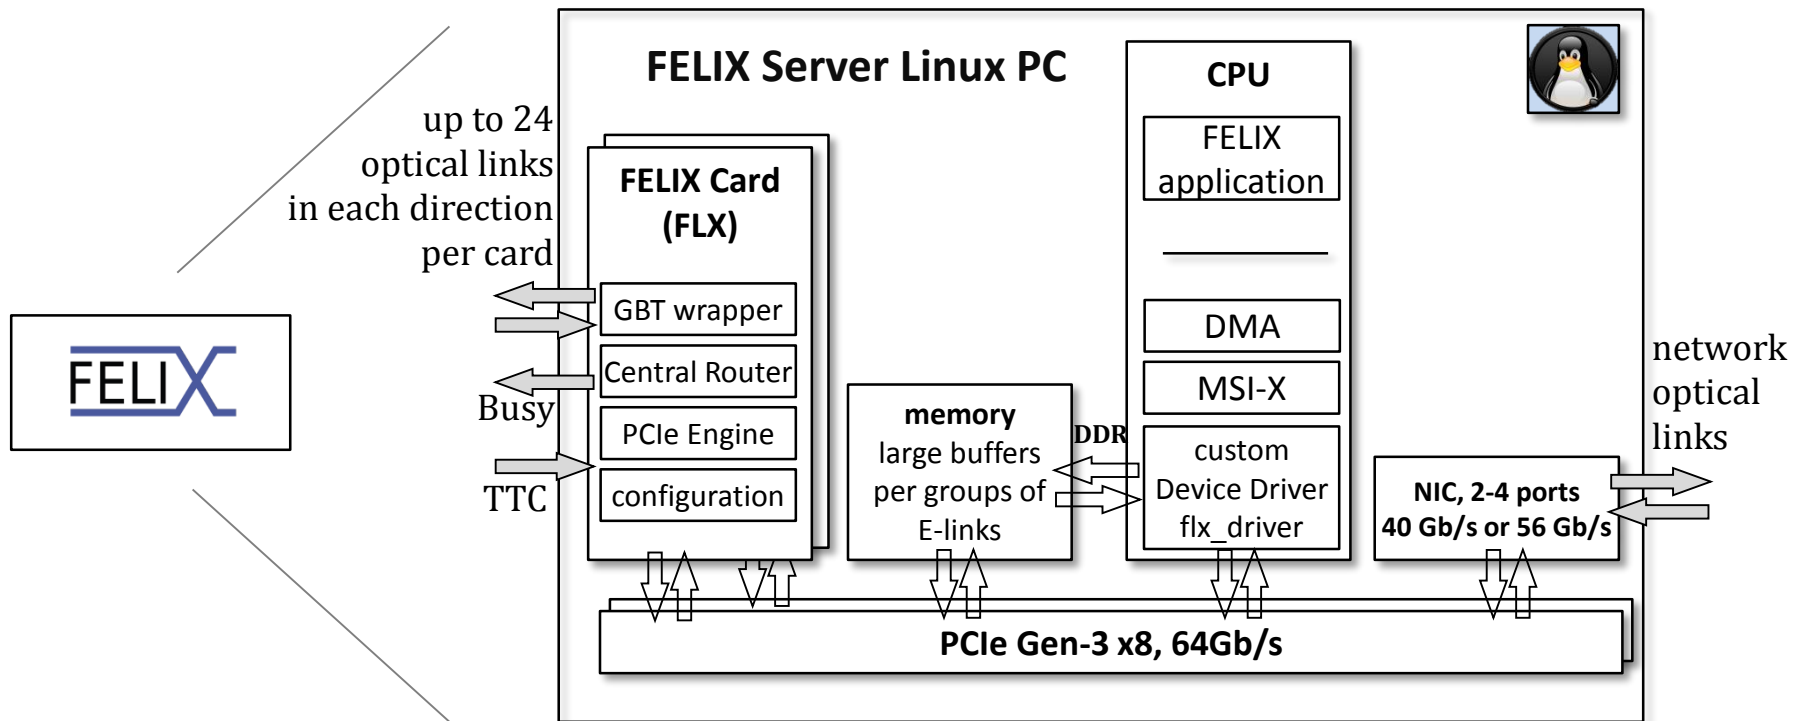 FELIX
up to 24
optical links
in each direction
per card
Busy
TTC
FELIX Server Linux PC
FELIX Card
(FLX)
GBT wrapper
Central Router
PCIe Engine
configuration
memory
large buffers
per groups of
E-links
DDR
CPU
FELIX
application
DMA
MSI-X
custom
Device Driver
flx_driver
NIC, 2-4 ports
40 Gb/s or 56 Gb/s
network
optical
links
PCIe Gen-3 x8, 64Gb/s